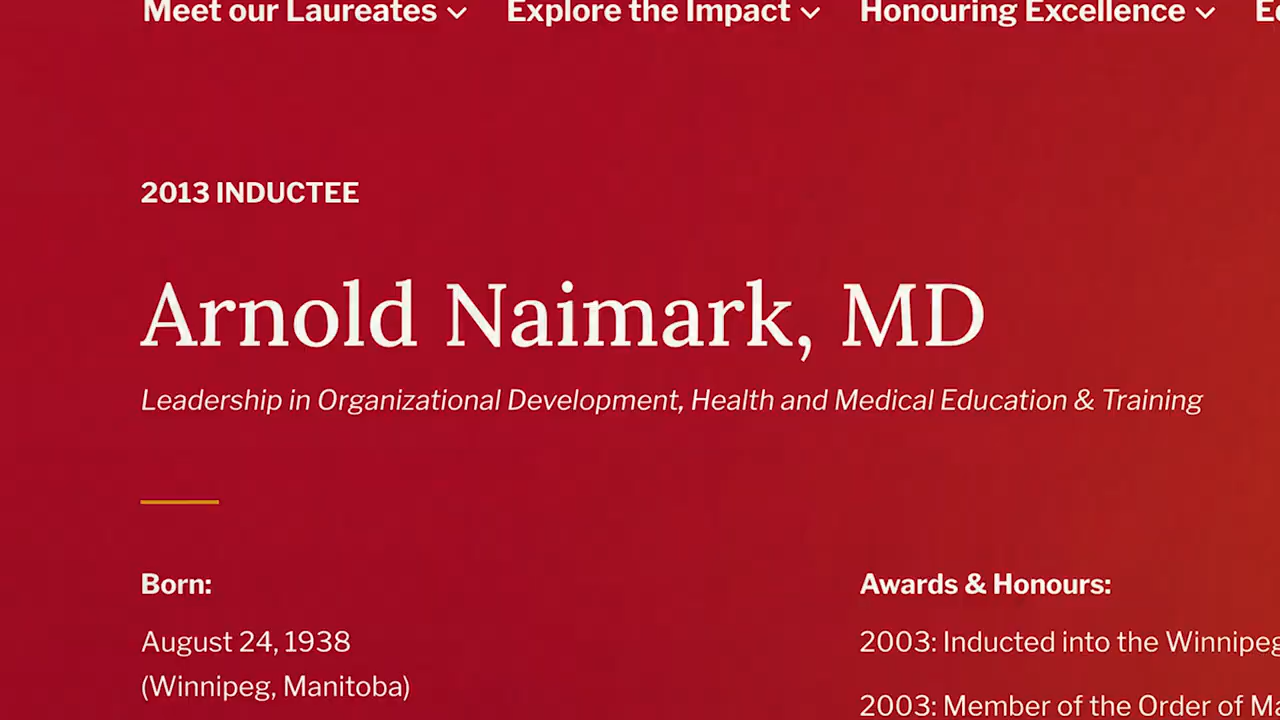 Meet our Laureates Explore the Impact Honouring Excellence
2013 INDUCTEE
Arnold Naimark, MD
Leadership in Organizational Development, Health and Medical Education & Training
Born:
August 24, 1938
(Winnipeg, Manitoba)
Awards & Honours:
2003: Inducted into the Winnipeg
2003: Member of the Order of